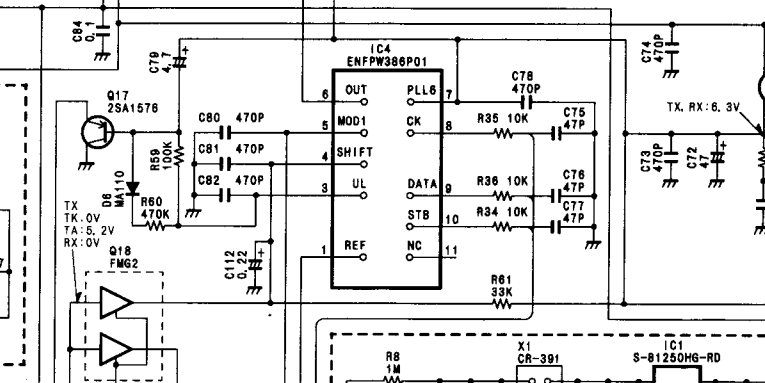 C84
0.1
C79
4.7
IC4
ENFPW386P01
C74
470P
Q17
2SA1576
C80 470P
C81 470P
C82 470P
R59
100K
D6
MA110
R60
470K
6 OUT
5 MOD1
4 SHIFT
3 UL
1 REF
PLL6 7
CK 8
DATA 9
STB 10
NC 11
C78
470P
R35 10K
C75
47P
R36 10K
C76
47P
R34 10K
C77
47P
TX, RX:6.3V
C73
470P
C72
47
TX
TK.0V
TA:5.2V
RX:0V
Q18
FMG2
C112
0.22
R61
33K
R8
1M
X1
CR-391
IC1
S-81250HG-RD